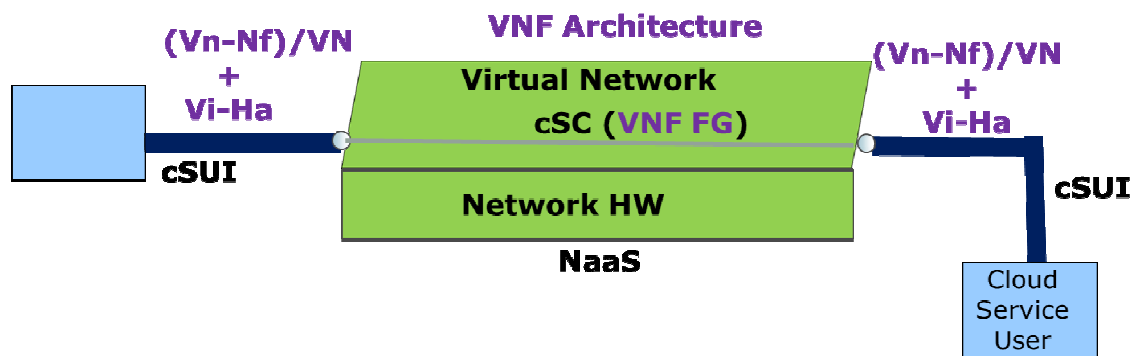 VNF Architecture
(Vn-Nf)/VN
+
Vi-Ha
cSUI
Virtual Network
cSC (VNF FG)
Network HW
NaaS
(Vn-Nf)/VN
+
Vi-Ha
cSUI
Cloud
Service
User